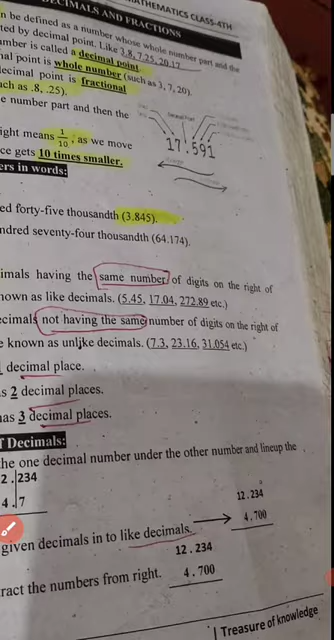 MATHEMATICS CLASS-4TH
DECIMALS AND FRACTIONS
n be defined as a number whose whole number part and the
ted by decimal point. Like 3.8, 7.25, 20.17
umber is called a decimal point
nal point is whole number (such as 3, 7, 20).
decimal point is fractional
uch as .8, .25).
e number part and then the
Decimal Point
17.591
ight means 1/10, as we move
ce gets 10 times smaller.
ers in words:
ed forty-five thousandth (3.845).
ndred seventy-four thousandth (64.174).
imals having the same number of digits on the right of
nown as like decimals. (5.45, 17.04, 272.89 etc.)
ecimals not having the same number of digits on the right of
e known as unlike decimals. (7.3, 23.16, 31.054 etc.)
decimal place.
s 2 decimal places.
has 3 decimal places.
f Decimals:
the one decimal number under the other number and lineup the
2.234
4.7
12.234
4.700
given decimals in to like decimals.
12.234
4.700
ract the numbers from right.
| Treasure of knowledge